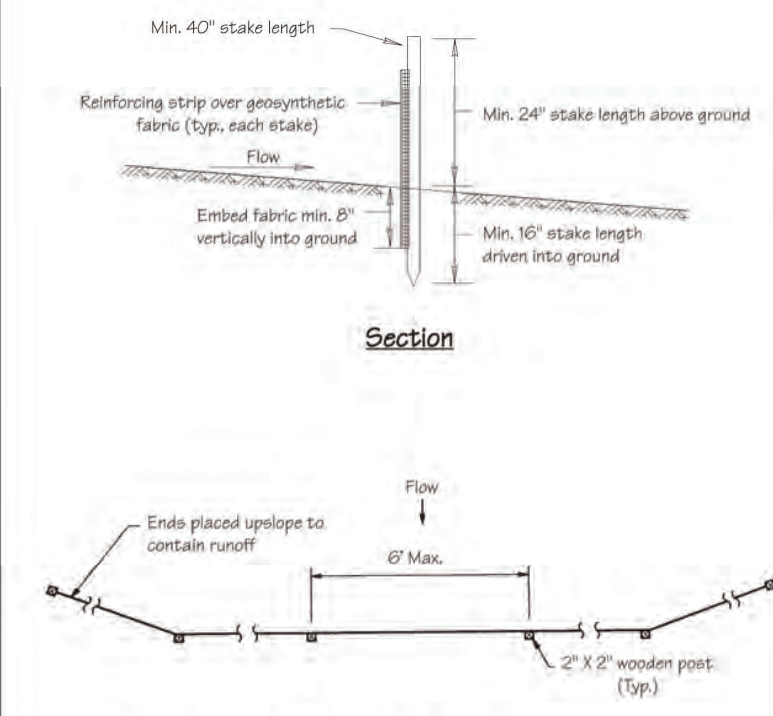 Min. 40" stake length
Reinforcing strip over geosynthetic
fabric (typ., each stake)
Min. 24" stake length above ground
Flow
Embed fabric min. 8"
vertically into ground
Min. 16" stake length
driven into ground
Section
Flow
Ends placed upslope to
contain runoff
6' Max.
2" X 2" wooden post
(Typ.)